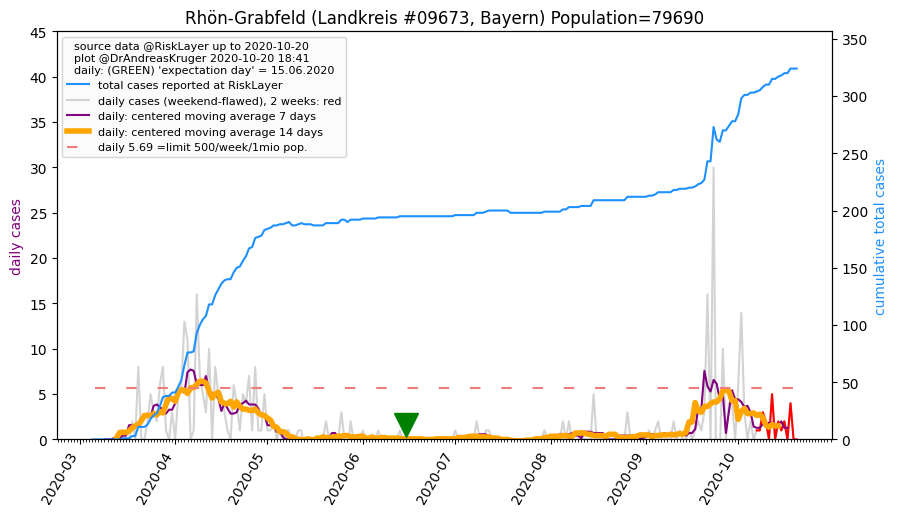 Rhön-Grabfeld (Landkreis #09673, Bayern) Population=79690
source data @RiskLayer up to 2020-10-20
plot @DrAndreasKruger 2020-10-20 18:41
daily: (GREEN) 'expectation day' = 15.06.2020
total cases reported at RiskLayer
daily cases (weekend-flawed), 2 weeks: red
daily: centered moving average 7 days
daily: centered moving average 14 days
daily 5.69 =limit 500/week/1mio pop.
daily cases
45
40
35
30
25
20
15
10
5
0
cumulative total cases
350
300
250
200
150
100
50
0
2020-03
2020-04
2020-05
2020-06
2020-07
2020-08
2020-09
2020-10